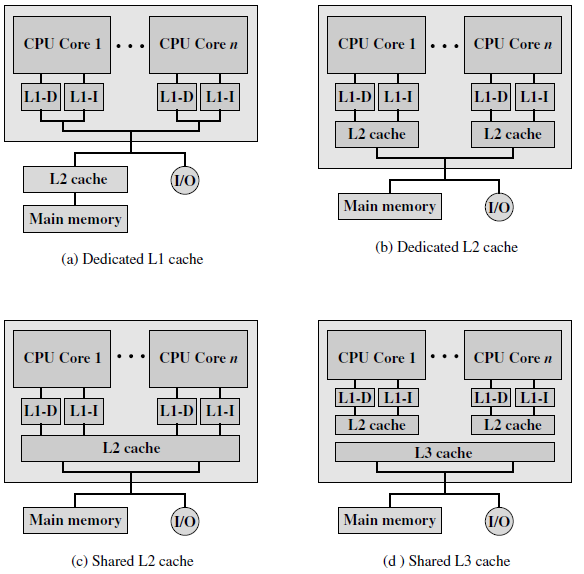 CPU Core 1 • • • CPU Core n
L1-D L1-I L1-D L1-I
L2 cache I/O
Main memory
(a) Dedicated L1 cache
CPU Core 1 • • • CPU Core n
L1-D L1-I L1-D L1-I
L2 cache L2 cache
Main memory I/O
(b) Dedicated L2 cache
CPU Core 1 • • • CPU Core n
L1-D L1-I L1-D L1-I
L2 cache
Main memory I/O
(c) Shared L2 cache
CPU Core 1 • • • CPU Core n
L1-D L1-I L1-D L1-I
L2 cache L2 cache
L3 cache
Main memory I/O
(d ) Shared L3 cache